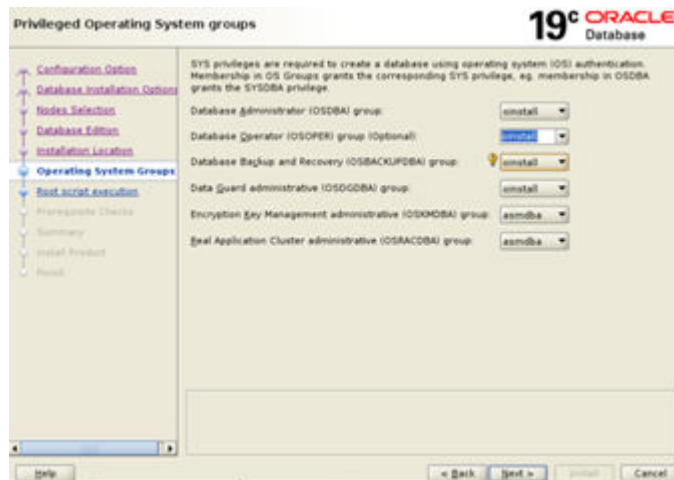 Privileged Operating System groups
19c ORACLE
Database
Configuration Option
Database Installation Options
Nodes Selection
Database Edition
Installation Location
Operating System Groups
Root script execution
Prerequisite Checks
Summary
Install Product
Finish
SYS privileges are required to create a database using operating system (OS) authentication.
Membership in OS Groups grants the corresponding SYS privilege, eg. membership in OSDBA
grants the SYSDBA privilege.
Database Administrator (OSDBA) group: oinstall
Database Operator (OSOPER) group (Optional): oinstall
Database Backup and Recovery (OSBACKUPDBA) group: oinstall
Data Guard administrative (OSDGDBA) group: oinstall
Encryption Key Management administrative (OSKMDBA) group: asmdba
Real Application Cluster administrative (OSRACDBA) group: asmdba
Help
< Back
Next >
Install
Cancel